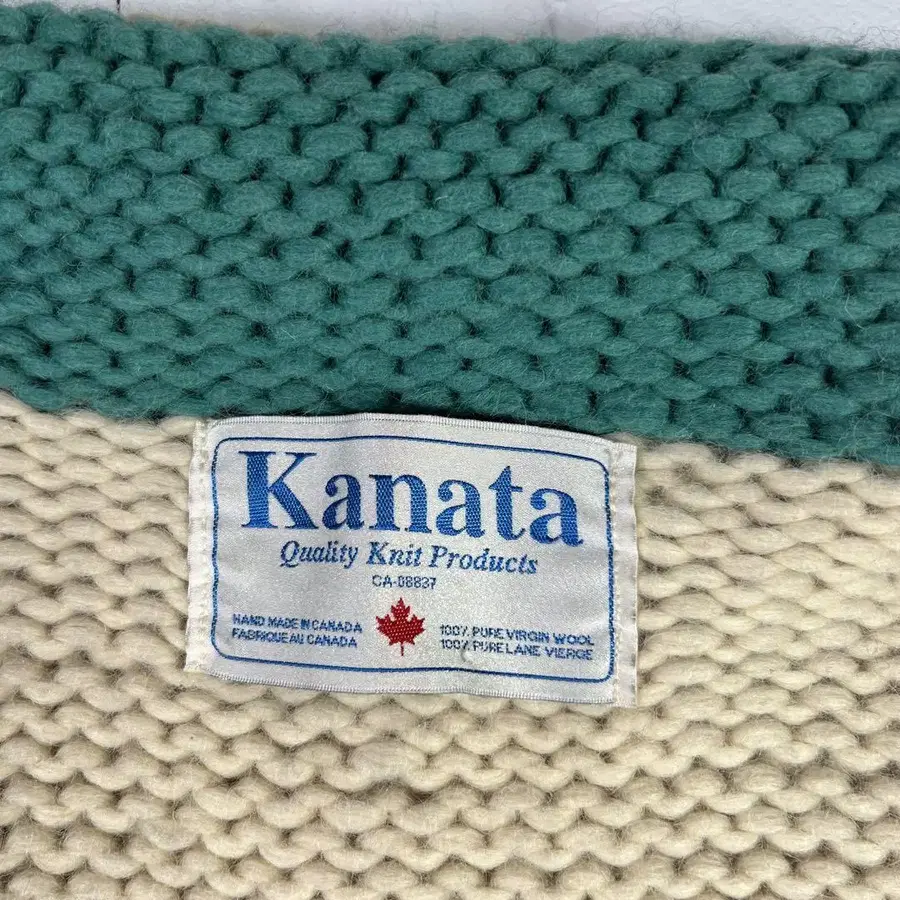 Kanata
Quality Knit Products
CA-08837
HAND MADE IN CANADA
FABRIQUE AU CANADA
100% PURE VIRGIN WOOL
100% PURE LANE VIERGE